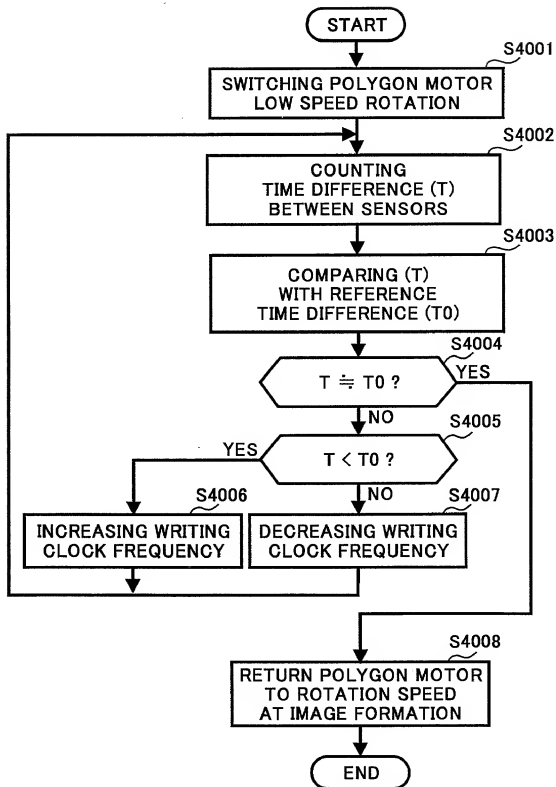 START
S4001
SWITCHING POLYGON MOTOR
LOW SPEED ROTATION
S4002
COUNTING
TIME DIFFERENCE (T)
BETWEEN SENSORS
S4003
COMPARING (T)
WITH REFERENCE
TIME DIFFERENCE (T0)
S4004
T ≒ T0 ?
YES
NO
S4005
T < T0 ?
YES
NO
S4006
INCREASING WRITING
CLOCK FREQUENCY
S4007
DECREASING WRITING
CLOCK FREQUENCY
S4008
RETURN POLYGON MOTOR
TO ROTATION SPEED
AT IMAGE FORMATION
END